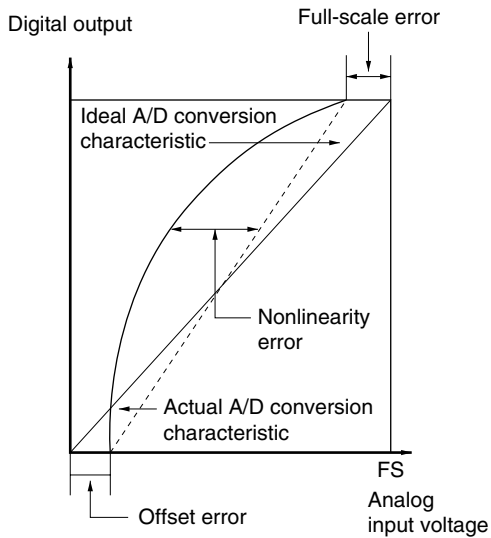 Full-scale error
Digital output
Ideal A/D conversion
characteristic
Nonlinearity
error
Actual A/D conversion
characteristic
FS
Analog
input voltage
Offset error